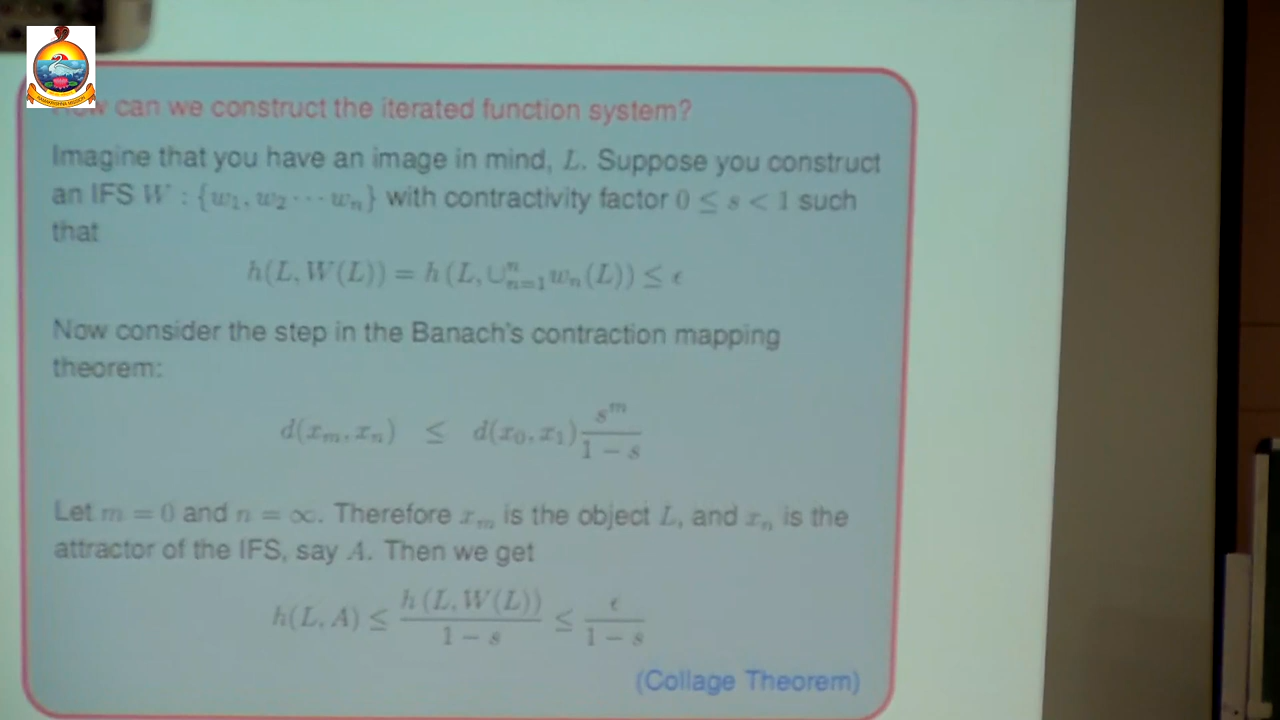 can we construct the iterated function system?
Imagine that you have an image in mind, L. Suppose you construct
an IFS W : {w₁, w₂ ⋯ wₙ} with contractivity factor 0 ≤ s < 1 such
that
h(L, W(L)) = h(L, ∪ⁿₙ₌₁wₙ(L)) ≤ ϵ
Now consider the step in the Banach's contraction mapping
theorem:
d(xₘ, xₙ) ≤ d(x₀, x₁) sᵐ / (1 − s)
Let m = 0 and n = ∞. Therefore xₘ is the object L, and xₙ is the
attractor of the IFS, say A. Then we get
h(L, A) ≤ h(L, W(L)) / (1 − s) ≤ ϵ / (1 − s)
(Collage Theorem)